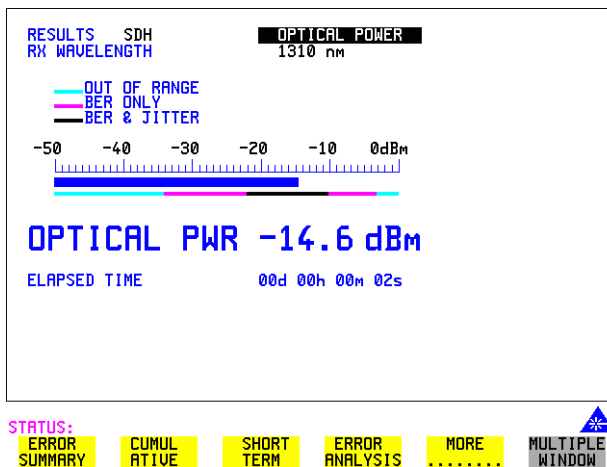 RESULTS SDH OPTICAL POWER
RX WAVELENGTH 1310 nm
OUT OF RANGE
BER ONLY
BER & JITTER
-50 -40 -30 -20 -10 0dBm
OPTICAL PWR -14.6 dBm
ELAPSED TIME 00d 00h 00m 02s
STATUS:
ERROR CUMUL SHORT ERROR MORE MULTIPLE
SUMMARY ATIVE TERM ANALYSIS ........ WINDOW